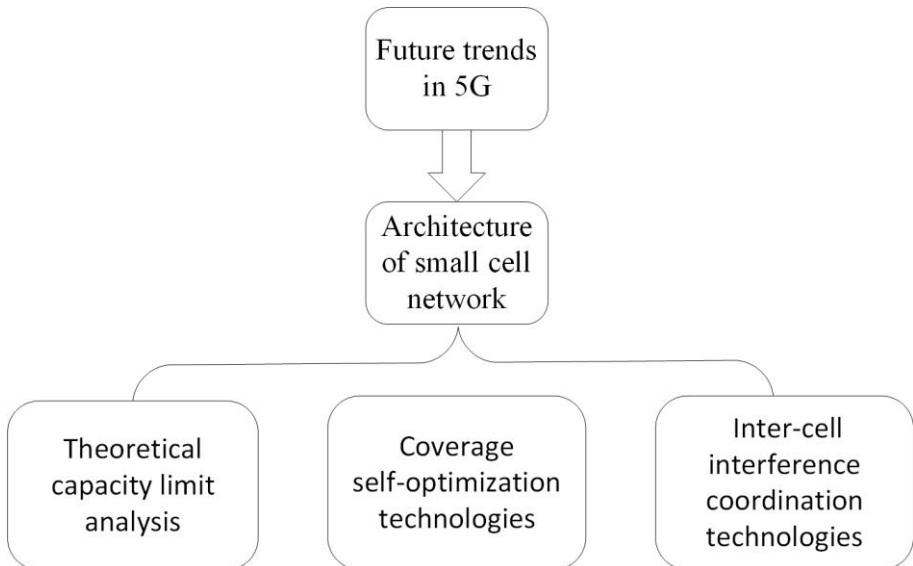 Future trends
in 5G
Architecture
of small cell
network
Theoretical
capacity limit
analysis
Coverage
self-optimization
technologies
Inter-cell
interference
coordination
technologies